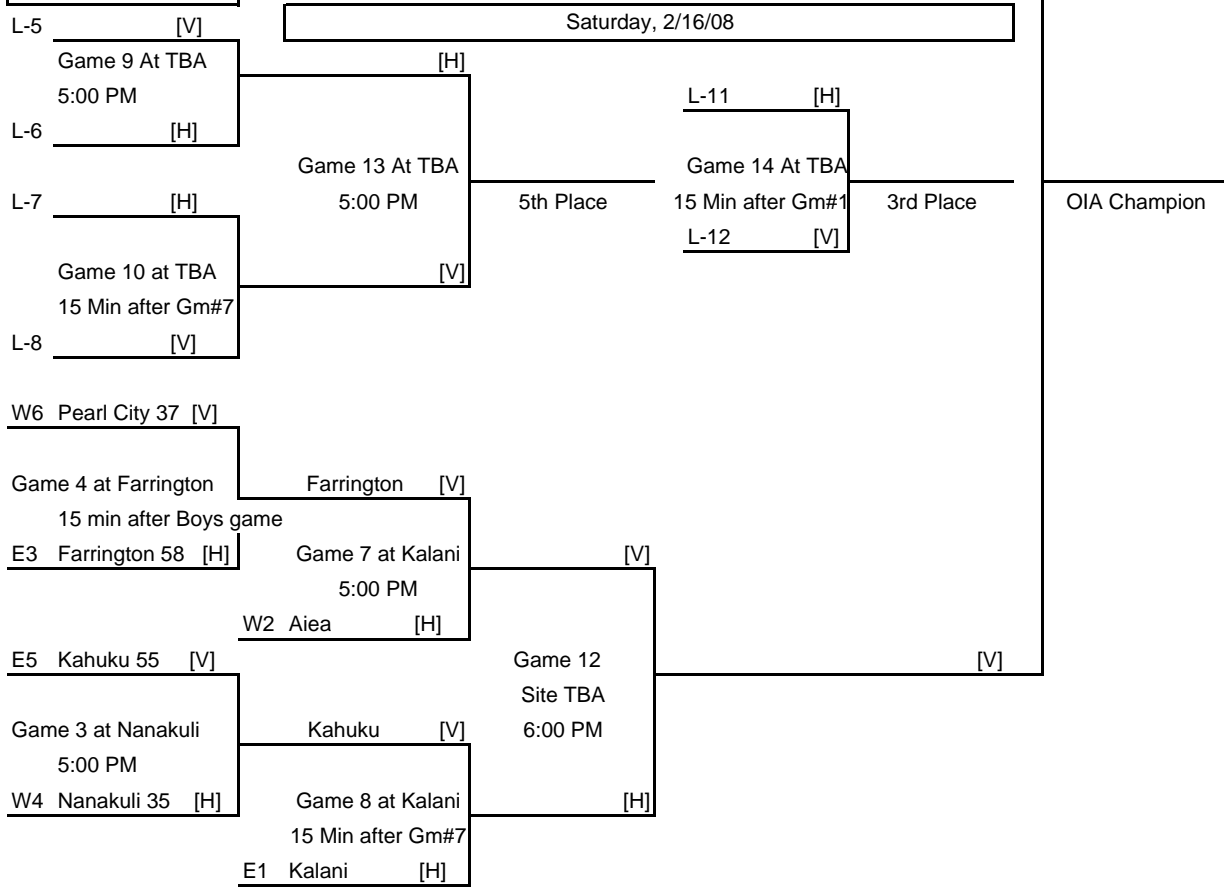 Saturday, 2/16/08
L-5 [V]
Game 9 At TBA [H]
5:00 PM L-11 [H]
L-6 [H]
Game 13 At TBA Game 14 At TBA
L-7 [H] 5:00 PM 5th Place 15 Min after Gm#1 3rd Place OIA Champion
L-12 [V]
Game 10 at TBA [V]
15 Min after Gm#7
L-8 [V]
W6 Pearl City 37 [V]
Game 4 at Farrington Farrington [V]
15 min after Boys game
E3 Farrington 58 [H] Game 7 at Kalani [V]
5:00 PM
W2 Aiea [H]
E5 Kahuku 55 [V] Game 12 [V]
Site TBA
Game 3 at Nanakuli Kahuku [V] 6:00 PM
5:00 PM
W4 Nanakuli 35 [H] Game 8 at Kalani [H]
15 Min after Gm#7
E1 Kalani [H]